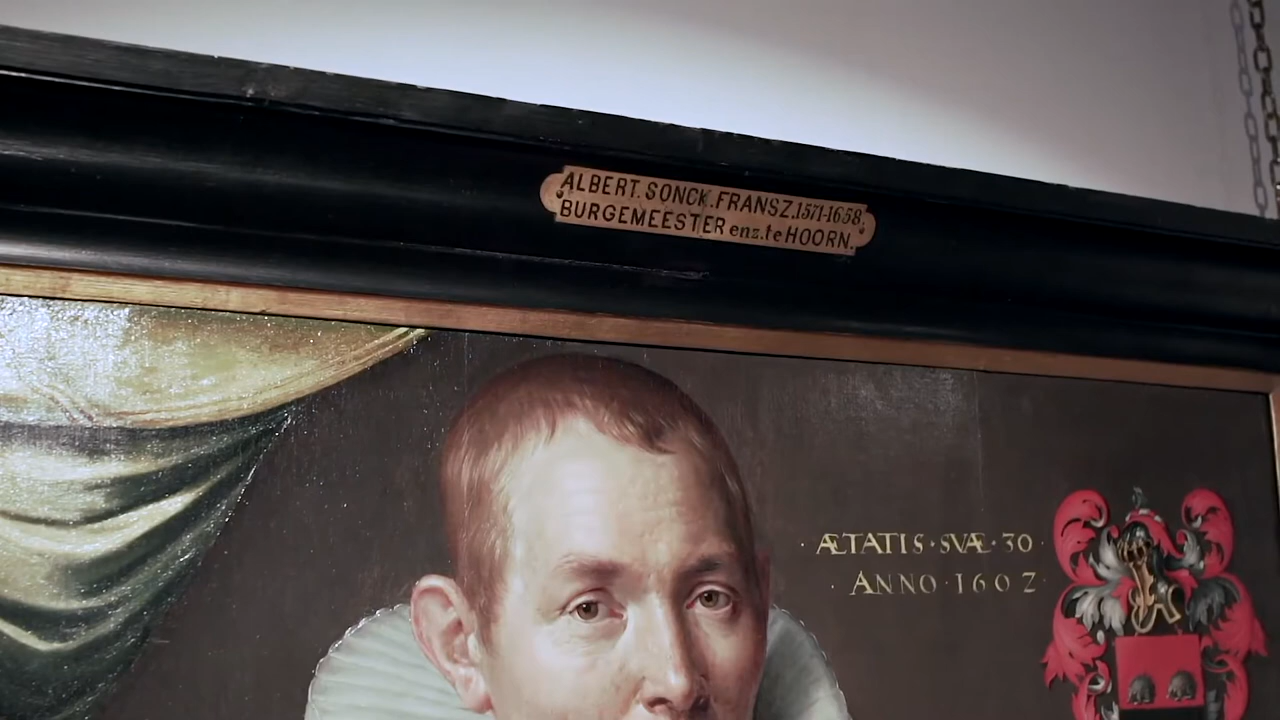 ALBERT. SONCK. FRANSZ. 1571-1658,
BURGEMEESTER enz. te HOORN.
· ÆTATIS · SVÆ · 30 ·
· ANNO · 1602 ·